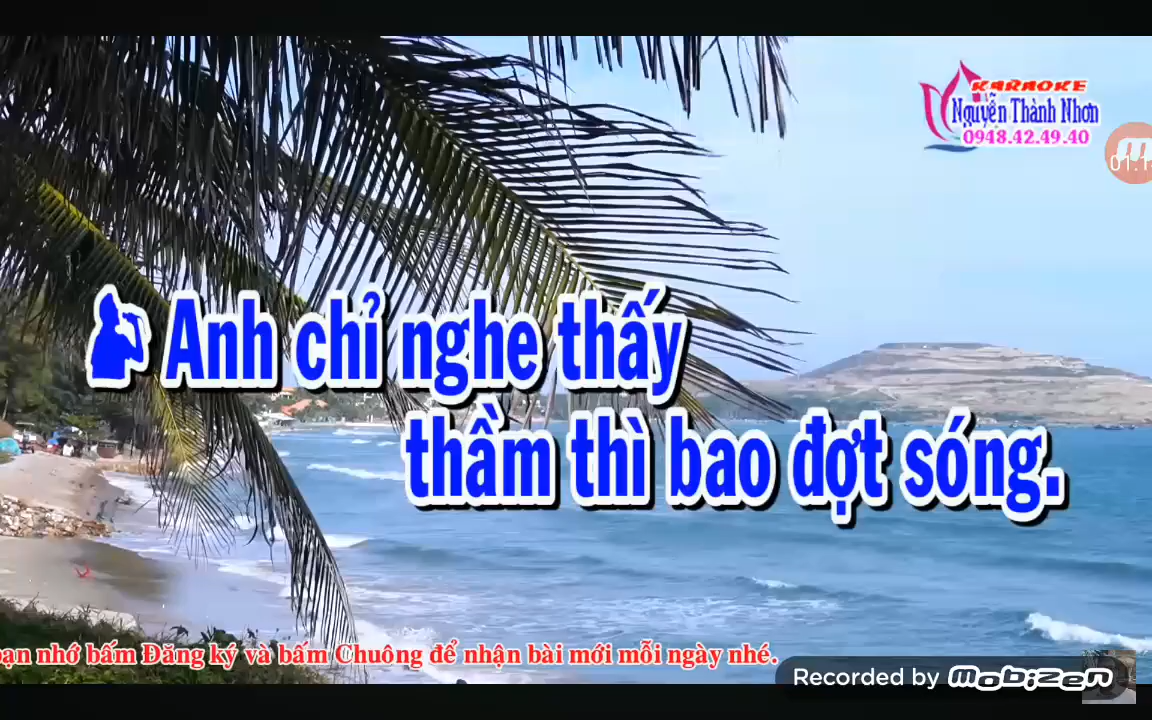 KARAOKE
Nguyễn Thành Nhơn
0948.42.49.40
Anh chỉ nghe thấy
thầm thì bao đợt sóng.
bạn nhớ bấm Đăng ký và bấm Chuông để nhận bài mới mỗi ngày nhé.
Recorded by Mobizen